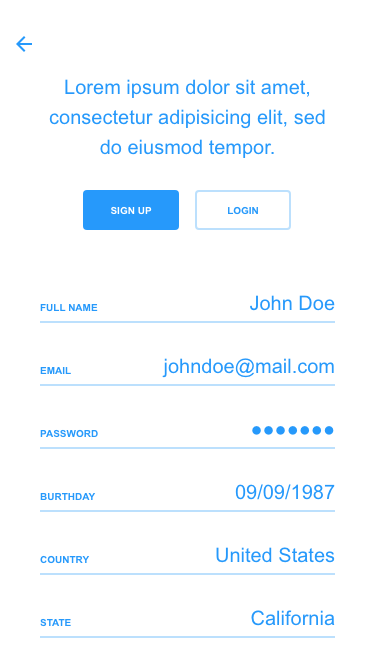 Lorem ipsum dolor sit amet,
consectetur adipisicing elit, sed
do eiusmod tempor.
SIGN UP LOGIN
FULL NAME John Doe
EMAIL johndoe@mail.com
PASSWORD ●●●●●●●
BURTHDAY 09/09/1987
COUNTRY United States
STATE California